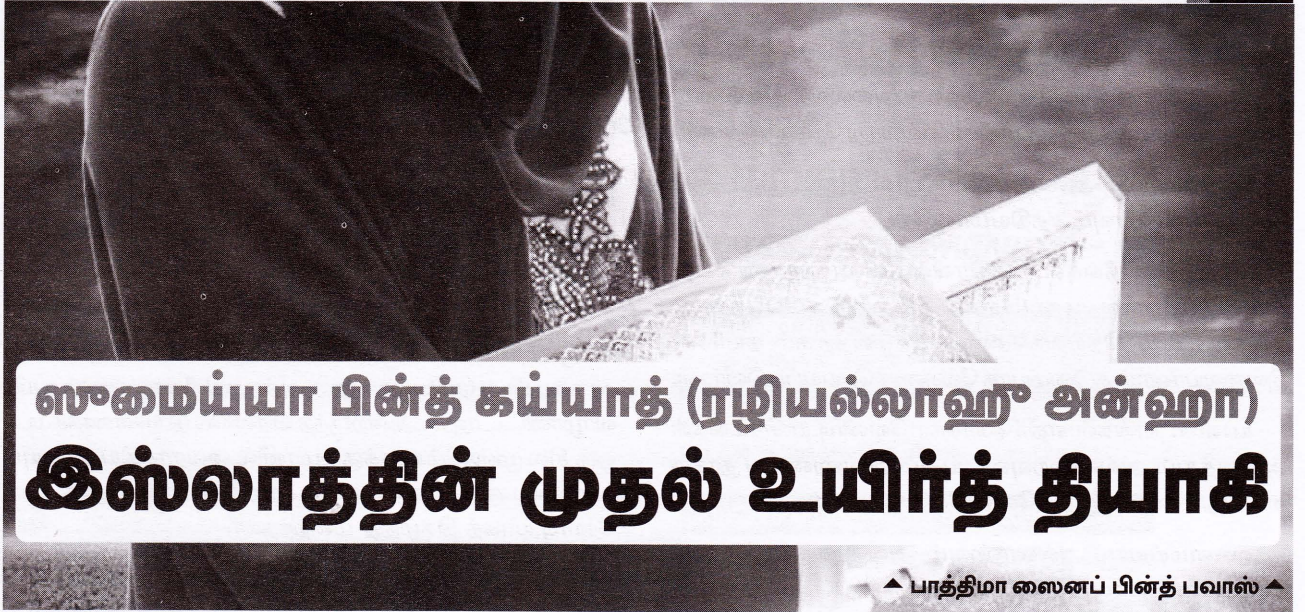 ஸுமைய்யா பின்த் கய்யாத் (ரழியல்லாஹு அன்ஹா)
இஸ்லாத்தின் முதல் உயிர்த் தியாகி
▲ பாத்திமா ஸைனப் பின்த் பவாஸ் ▲